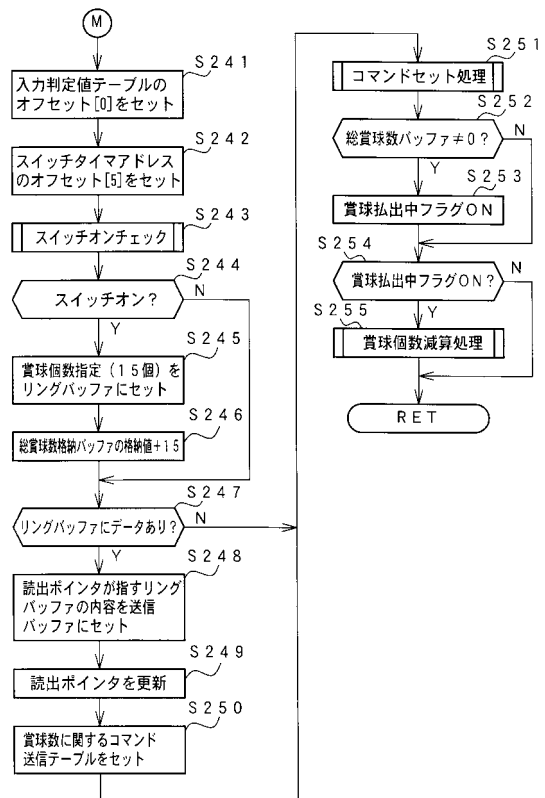 M
S241
入力判定値テーブルの
オフセット[0]をセット
S242
スイッチタイマアドレス
のオフセット[5]をセット
S243
スイッチオンチェック
S244
スイッチオン?
N
Y
S245
賞球個数指定(15個)を
リングバッファにセット
S246
総賞球数格納バッファの格納値+15
S247
リングバッファにデータあり?
N
Y
S248
読出ポインタが指すリング
バッファの内容を送信
バッファにセット
S249
読出ポインタを更新
S250
賞球数に関するコマンド
送信テーブルをセット
S251
コマンドセット処理
S252
総賞球数バッファ≠0?
N
Y
S253
賞球払出中フラグON
S254
賞球払出中フラグON?
N
Y
S255
賞球個数減算処理
RET